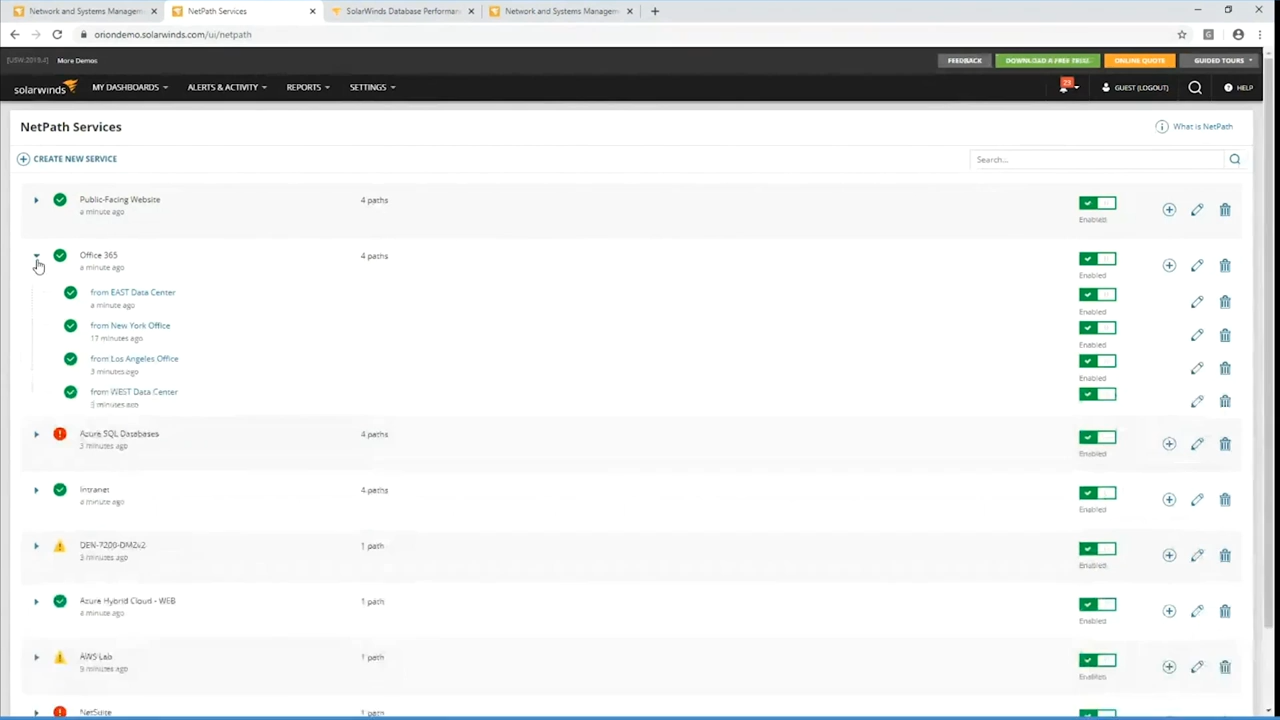 Network and Systems Managem
NetPath Services
SolarWinds Database Performan
Network and Systems Managem
oriondemo.solarwinds.com/ui/netpath
[USW.2019.4]
More Demos
FEEDBACK
DOWNLOAD A FREE TRIAL
ONLINE QUOTE
GUIDED TOURS
solarwinds
MY DASHBOARDS
ALERTS & ACTIVITY
REPORTS
SETTINGS
23
GUEST (LOGOUT)
HELP
NetPath Services
What is NetPath
CREATE NEW SERVICE
Search...
Public-Facing Website
4 paths
a minute ago
Enabled
Office 365
4 paths
a minute ago
Enabled
from EAST Data Center
a minute ago
Enabled
from New York Office
17 minutes ago
Enabled
from Los Angeles Office
3 minutes ago
Enabled
from WEST Data Center
3 minutes ago
Azure SQL Databases
4 paths
3 minutes ago
Enabled
Intranet
4 paths
a minute ago
Enabled
DEN-7200-DMZv2
1 path
3 minutes ago
Enabled
Azure Hybrid Cloud - WEB
1 path
a minute ago
Enabled
AWS Lab
1 path
9 minutes ago
Enabled
NetSuite
1 path